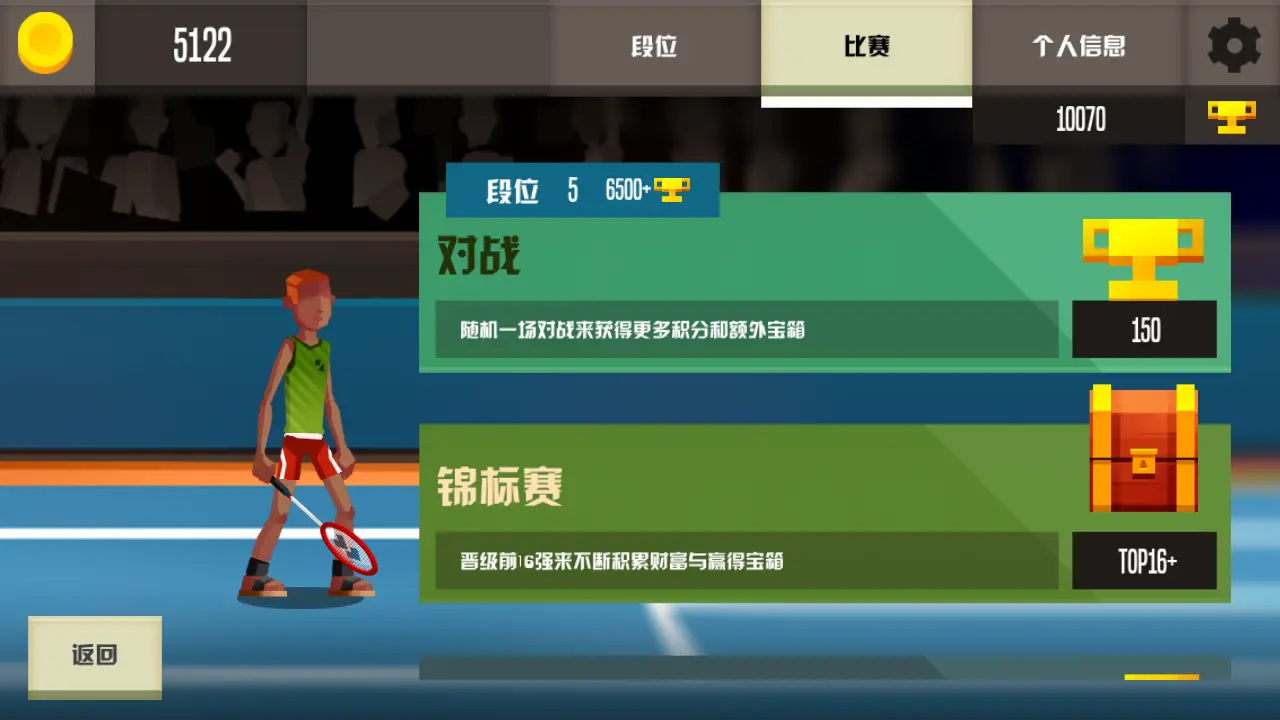 5122
段位
比赛
个人信息
10070
段位 5 6500+
对战
随机一场对战来获得更多积分和额外宝箱
150
锦标赛
晋级前16强来不断积累财富与赢得宝箱
TOP16+
返回